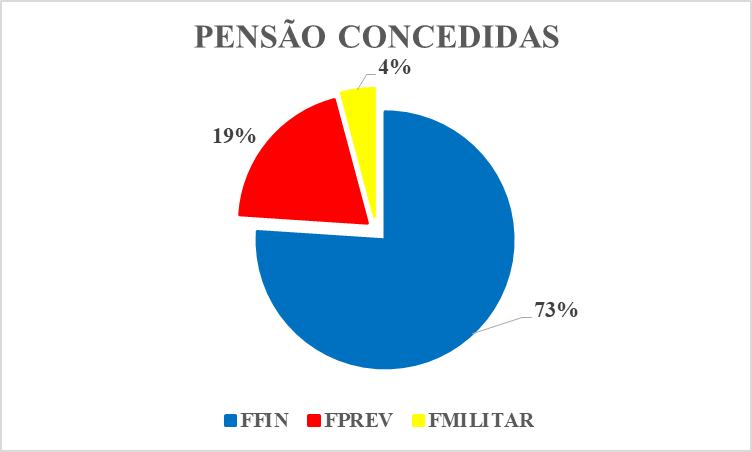 PENSÃO CONCEDIDAS
4%
19%
73%
FFIN FPREV FMILITAR